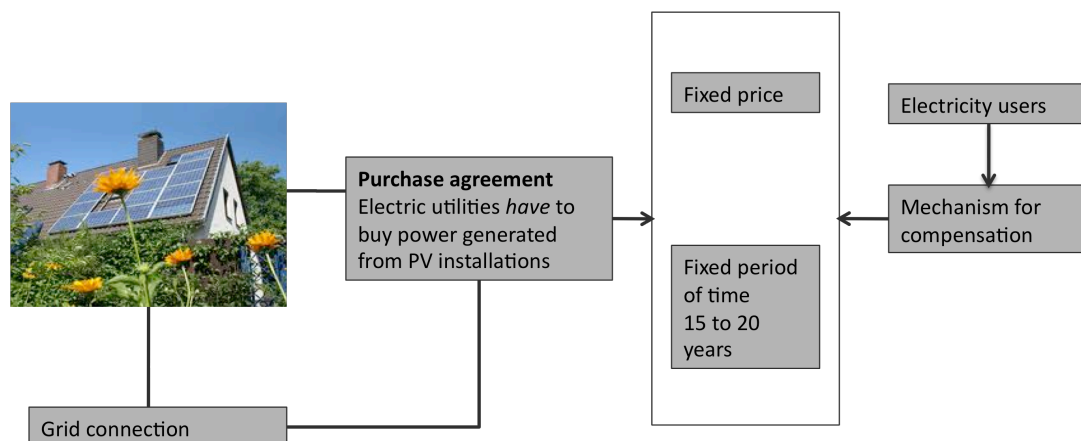 Purchase agreement
Electric utilities have to
buy power generated
from PV installations
Grid connection
Fixed price
Fixed period
of time
15 to 20
years
Electricity users
Mechanism for
compensation